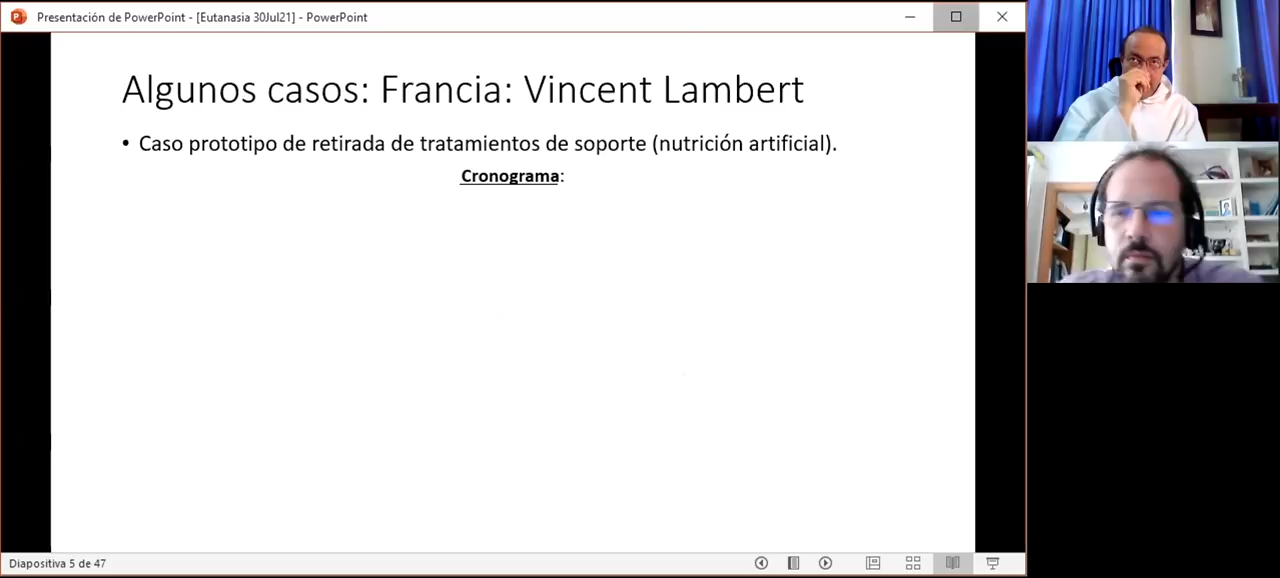 Presentación de PowerPoint - [Eutanasia 30Jul21] - PowerPoint
Algunos casos: Francia: Vincent Lambert
• Caso prototipo de retirada de tratamientos de soporte (nutrición artificial).
Cronograma:
Diapositiva 5 de 47